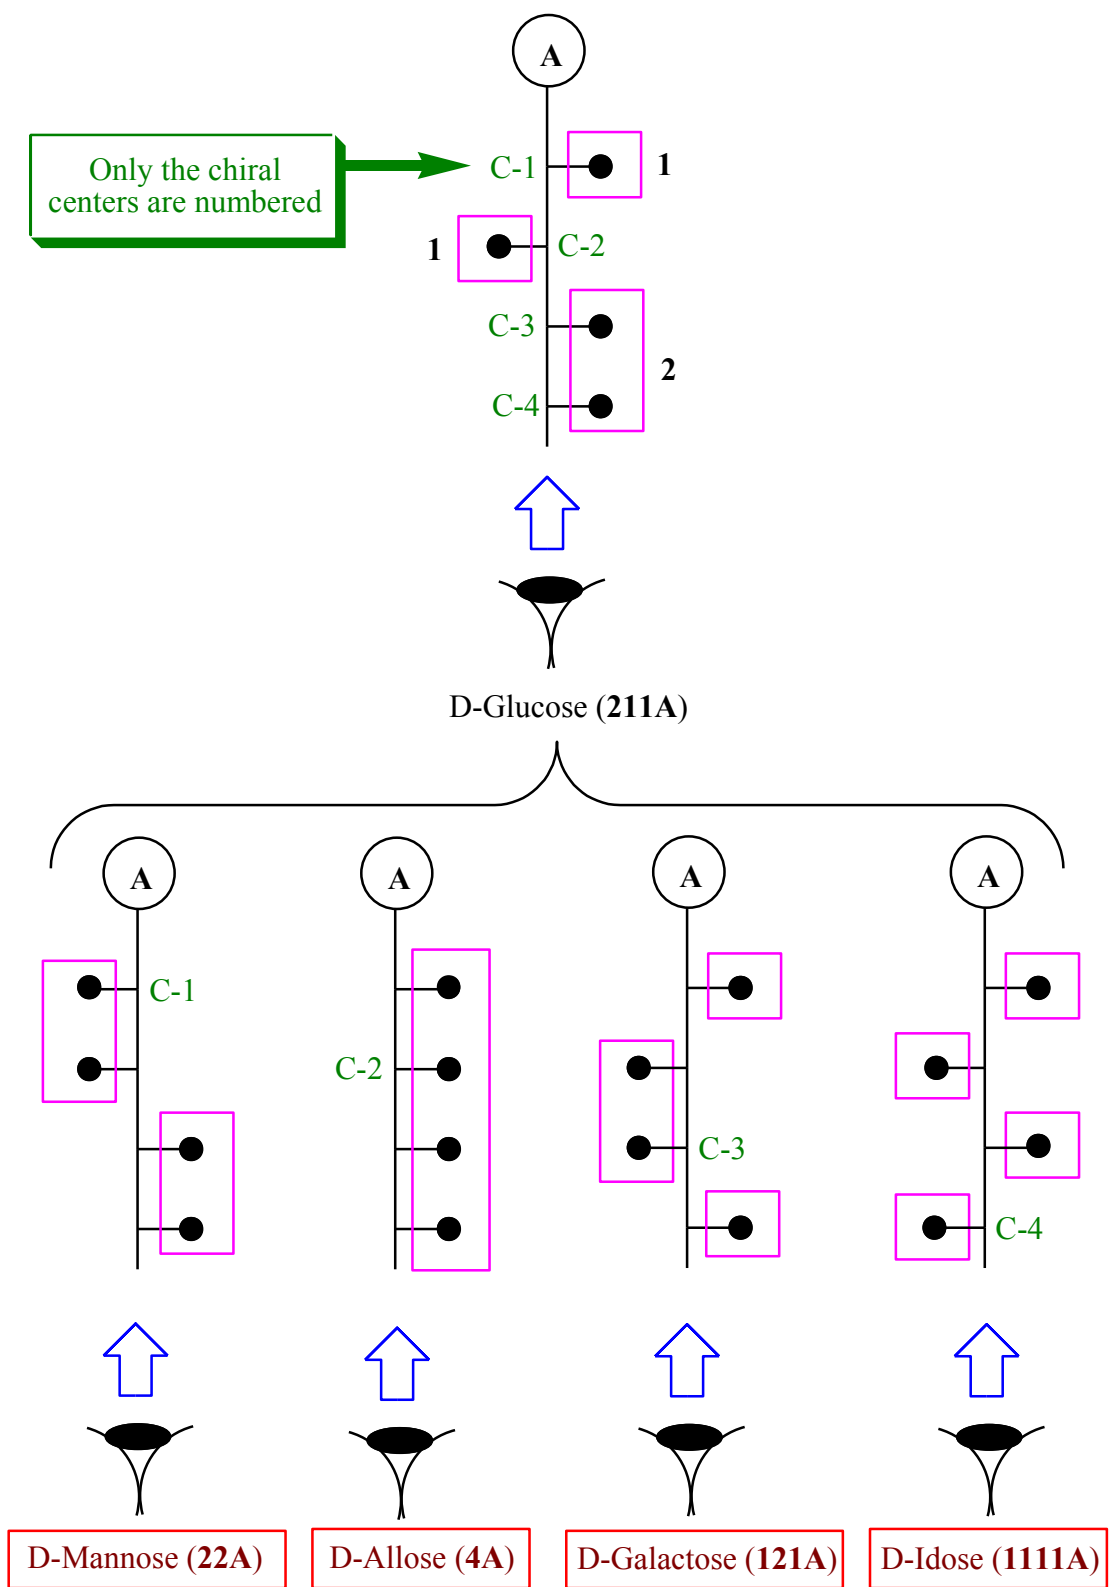 A
Only the chiral
centers are numbered
C-1
1
1
C-2
C-3
2
C-4
D-Glucose (211A)
A
A
A
A
C-1
C-2
C-3
C-4
D-Mannose (22A)
D-Allose (4A)
D-Galactose (121A)
D-Idose (1111A)